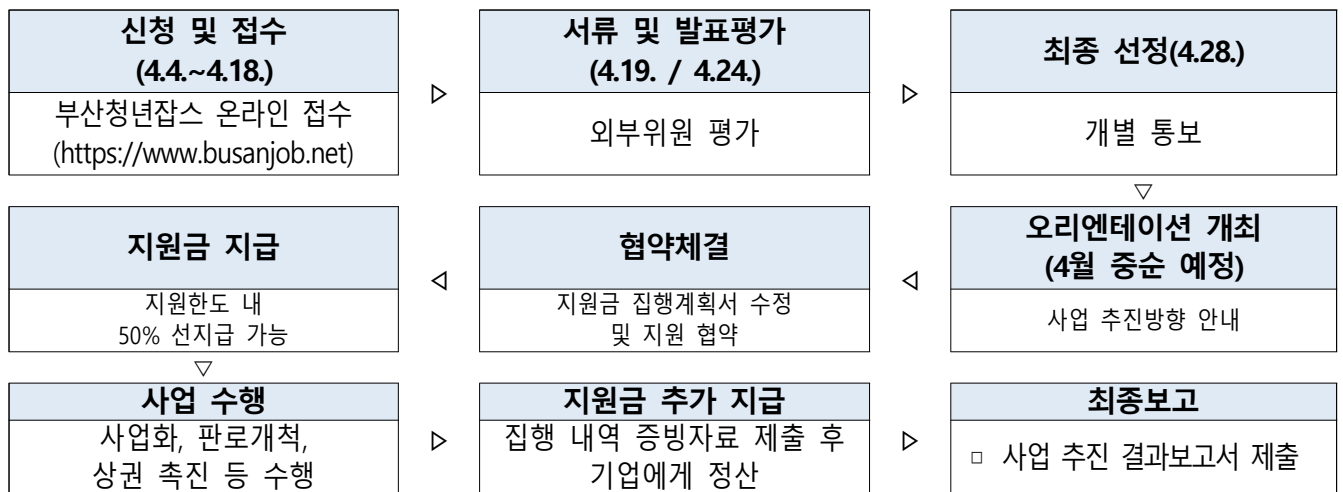 신청 및 접수
(4.4.~4.18.)
부산청년잡스 온라인 접수
(https://www.busanjob.net)
▷
서류 및 발표평가
(4.19. / 4.24.)
외부위원 평가
▷
최종 선정(4.28.)
개별 통보
▽
오리엔테이션 개최
(4월 중순 예정)
사업 추진방향 안내
◁
협약체결
지원금 집행계획서 수정
및 지원 협약
◁
지원금 지급
지원한도 내
50% 선지급 가능
▽
사업 수행
사업화, 판로개척,
상권 촉진 등 수행
▷
지원금 추가 지급
집행 내역 증빙자료 제출 후
기업에게 정산
▷
최종보고
□ 사업 추진 결과보고서 제출